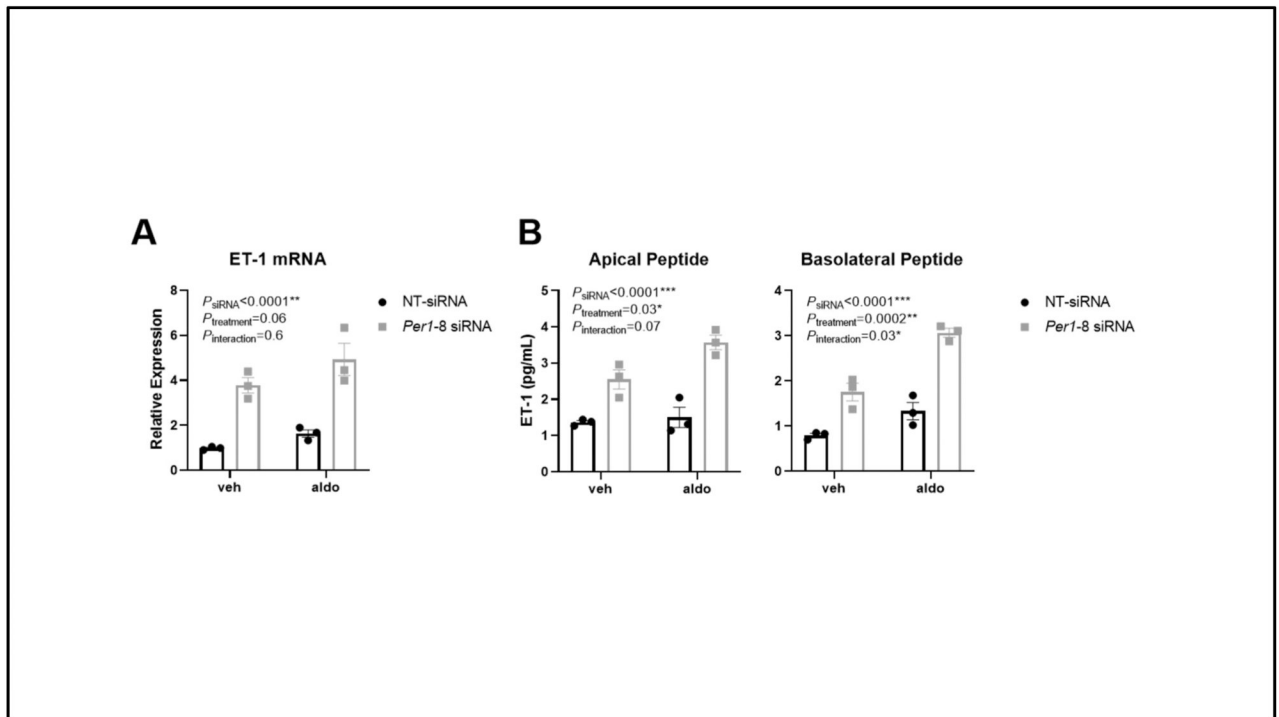 A
ET-1 mRNA
Relative Expression
8
6
4
2
0
PsiRNA<0.0001**
Ptreatment=0.06
Pinteraction=0.6
veh
aldo
NT-siRNA
Per1-8 siRNA
B
Apical Peptide
ET-1 (pg/mL)
5
4
3
2
1
0
PsiRNA<0.0001***
Ptreatment=0.03*
Pinteraction=0.07
veh
aldo
Basolateral Peptide
4
3
2
1
0
PsiRNA<0.0001***
Ptreatment=0.0002**
Pinteraction=0.03*
veh
aldo
NT-siRNA
Per1-8 siRNA